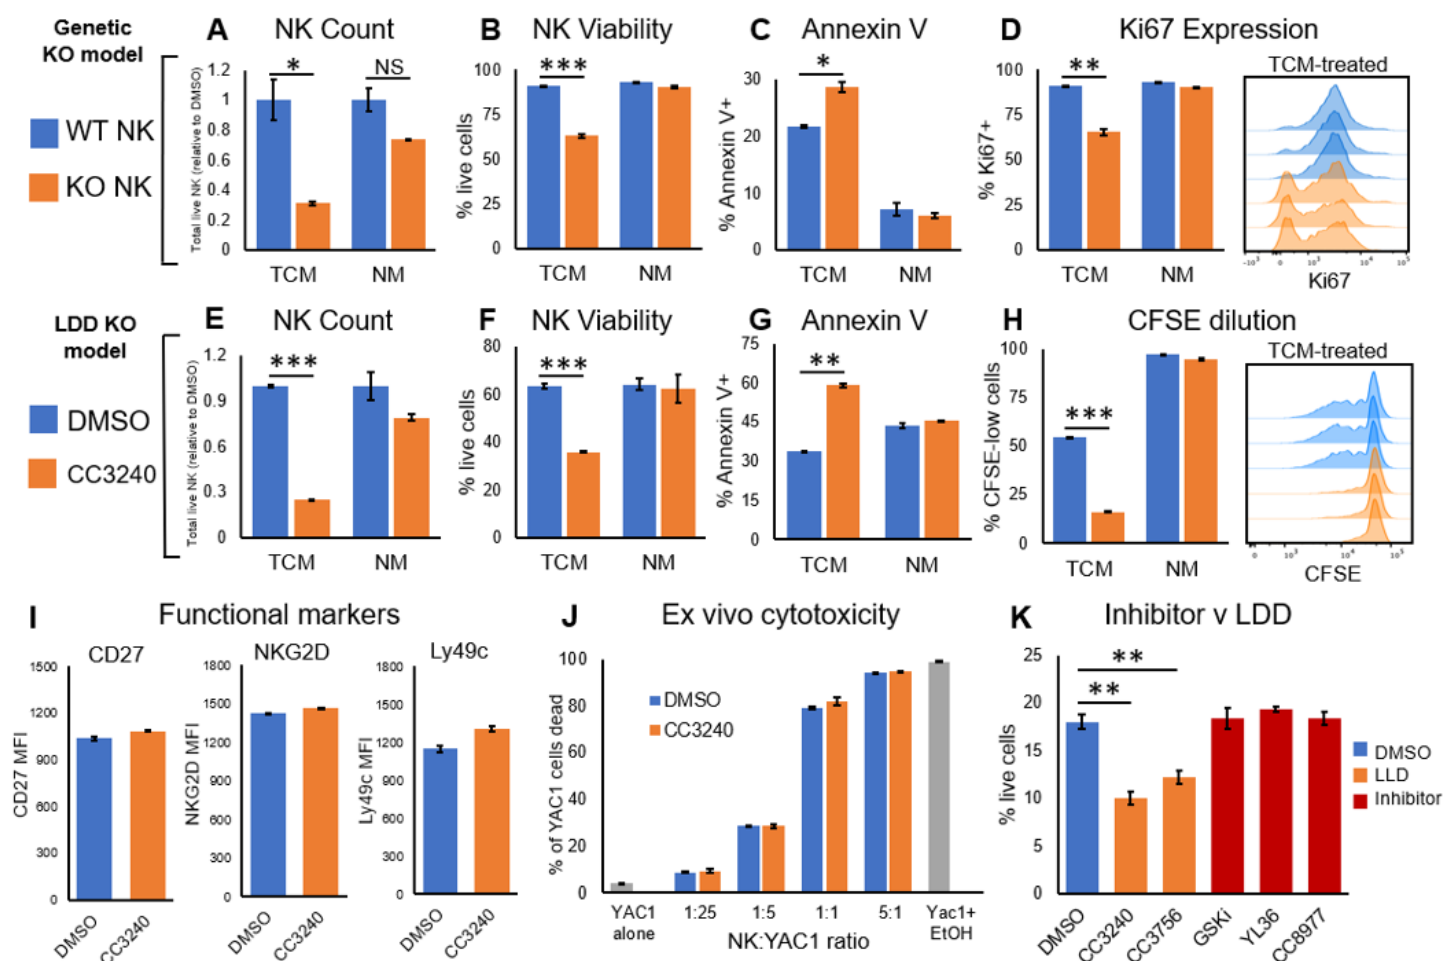 Genetic
KO model
WT NK
KO NK
A
NK Count
Total live NK (relative to DMSO)
1.2
1
0.8
0.6
0.4
0.2
0
*
NS
TCM
NM
B
NK Viability
% live cells
100
75
50
25
0
***
TCM
NM
C
Annexin V
% Annexin V+
30
20
10
0
*
TCM
NM
D
Ki67 Expression
% Ki67+
100
75
50
25
0
**
TCM
NM
TCM-treated
-10³ 0 10³ 10⁴ 10⁵
Ki67
LDD KO
model
DMSO
CC3240
E
NK Count
Total live NK (relative to DMSO)
1.2
0.9
0.6
0.3
0
***
TCM
NM
F
NK Viability
% live cells
80
60
40
20
0
***
TCM
NM
G
Annexin V
% Annexin V+
75
60
45
30
15
0
**
TCM
NM
H
CFSE dilution
% CFSE-low cells
100
75
50
25
0
***
TCM
NM
TCM-treated
0 10³ 10⁴ 10⁵
CFSE
I
Functional markers
CD27
CD27 MFI
1500
1200
900
600
300
0
DMSO
CC3240
NKG2D
NKG2D MFI
1800
1500
1200
900
600
300
0
DMSO
CC3240
Ly49c
Ly49c MFI
1800
1500
1200
900
600
300
0
DMSO
CC3240
J
Ex vivo cytotoxicity
% of YAC1 cells dead
100
80
60
40
20
0
DMSO
CC3240
YAC1
alone
1:25
1:5
1:1
5:1
Yac1+
EtOH
NK:YAC1 ratio
K
Inhibitor v LDD
% live cells
25
20
15
10
5
0
**
**
DMSO
CC3240
CC3756
GSKi
YL36
CC8977
DMSO
LLD
Inhibitor